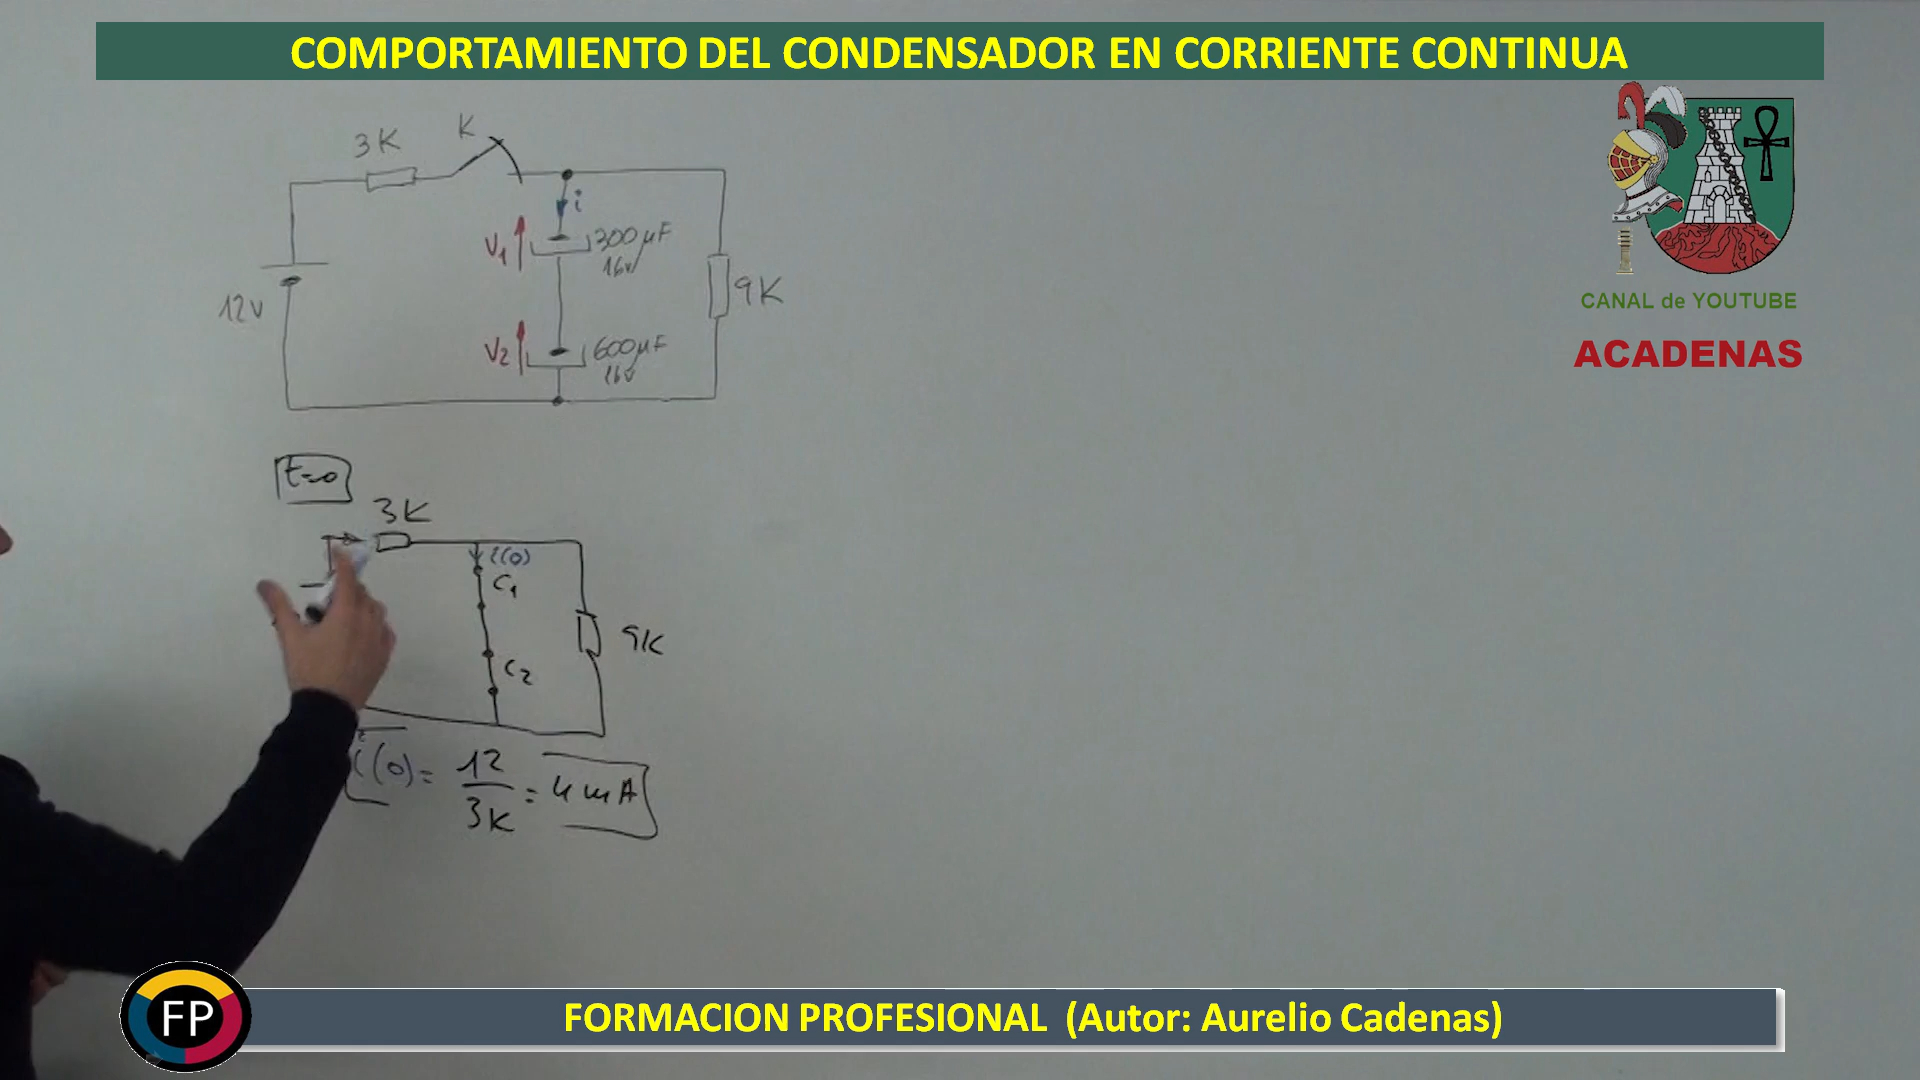 COMPORTAMIENTO DEL CONDENSADOR EN CORRIENTE CONTINUA
3K
K
i
V1
300µF
16v
12v
9K
V2
600µF
16v
CANAL de YOUTUBE
ACADENAS
t=0
3K
i(0)
C1
9K
C2
i(0) = 12/3K = 4mA
FP
FORMACION PROFESIONAL (Autor: Aurelio Cadenas)